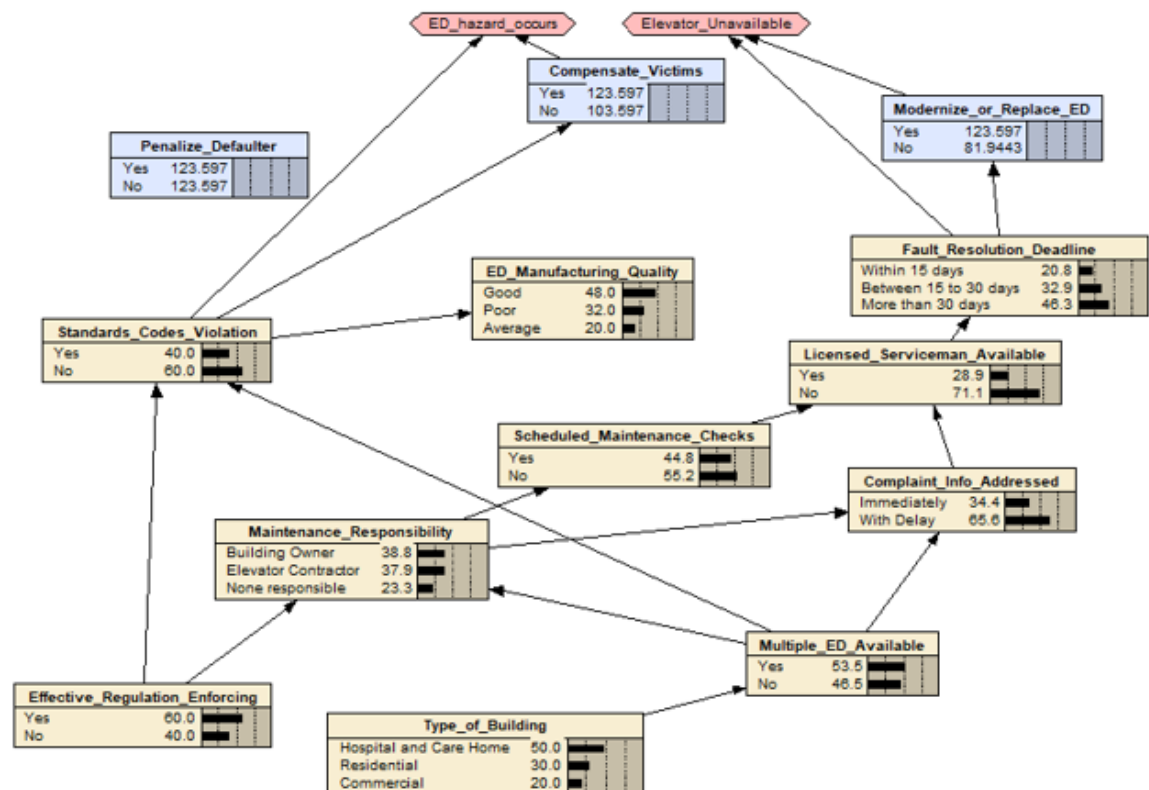 ED_hazard_occurs
Elevator_Unavailable
Compensate_Victims
Yes 123.597
No 103.597
Modernize_or_Replace_ED
Yes 123.597
No 81.9443
Penalize_Defaulter
Yes 123.597
No 123.597
Fault_Resolution_Deadline
Within 15 days 20.8
Between 15 to 30 days 32.9
More than 30 days 46.3
ED_Manufacturing_Quality
Good 48.0
Poor 32.0
Average 20.0
Standards_Codes_Violation
Yes 40.0
No 60.0
Licensed_Serviceman_Available
Yes 28.9
No 71.1
Scheduled_Maintenance_Checks
Yes 44.8
No 55.2
Complaint_Info_Addressed
Immediately 34.4
With Delay 65.6
Maintenance_Responsibility
Building Owner 38.8
Elevator Contractor 37.9
None responsible 23.3
Multiple_ED_Available
Yes 53.5
No 46.5
Effective_Regulation_Enforcing
Yes 60.0
No 40.0
Type_of_Building
Hospital and Care Home 50.0
Residential 30.0
Commercial 20.0